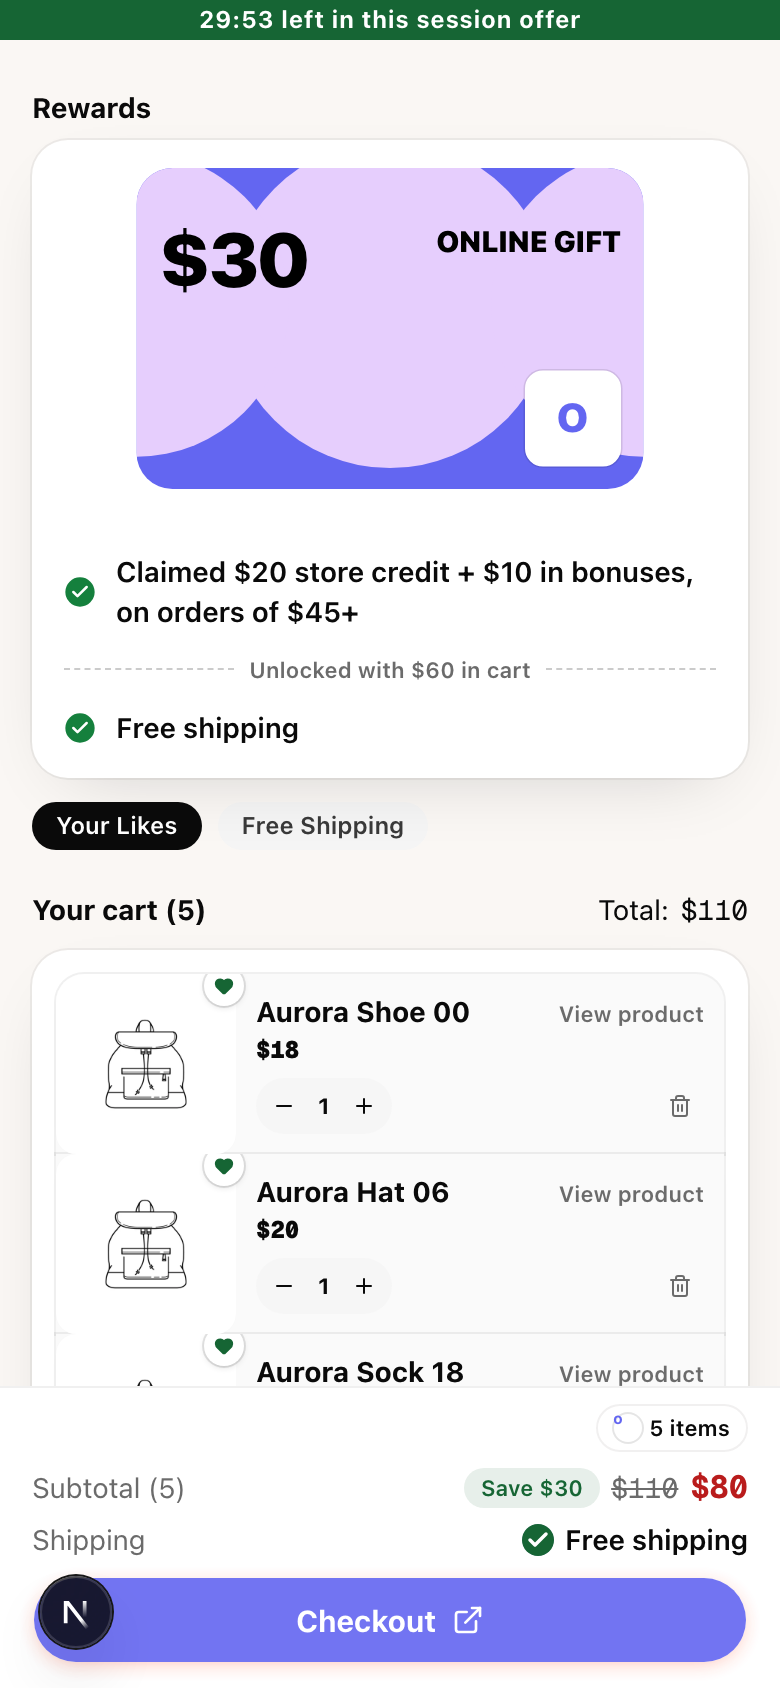 29:53 left in this session offer
Rewards
$30
ONLINE GIFT
O
Claimed $20 store credit + $10 in bonuses,
on orders of $45+
Unlocked with $60 in cart
Free shipping
Your Likes
Free Shipping
Your cart (5)
Total: $110
Aurora Shoe 00
View product
$18
− 1 +
Aurora Hat 06
View product
$20
− 1 +
Aurora Sock 18
View product
o
5 items
Subtotal (5)
Save $30
$110 $80
Shipping
Free shipping
N
Checkout